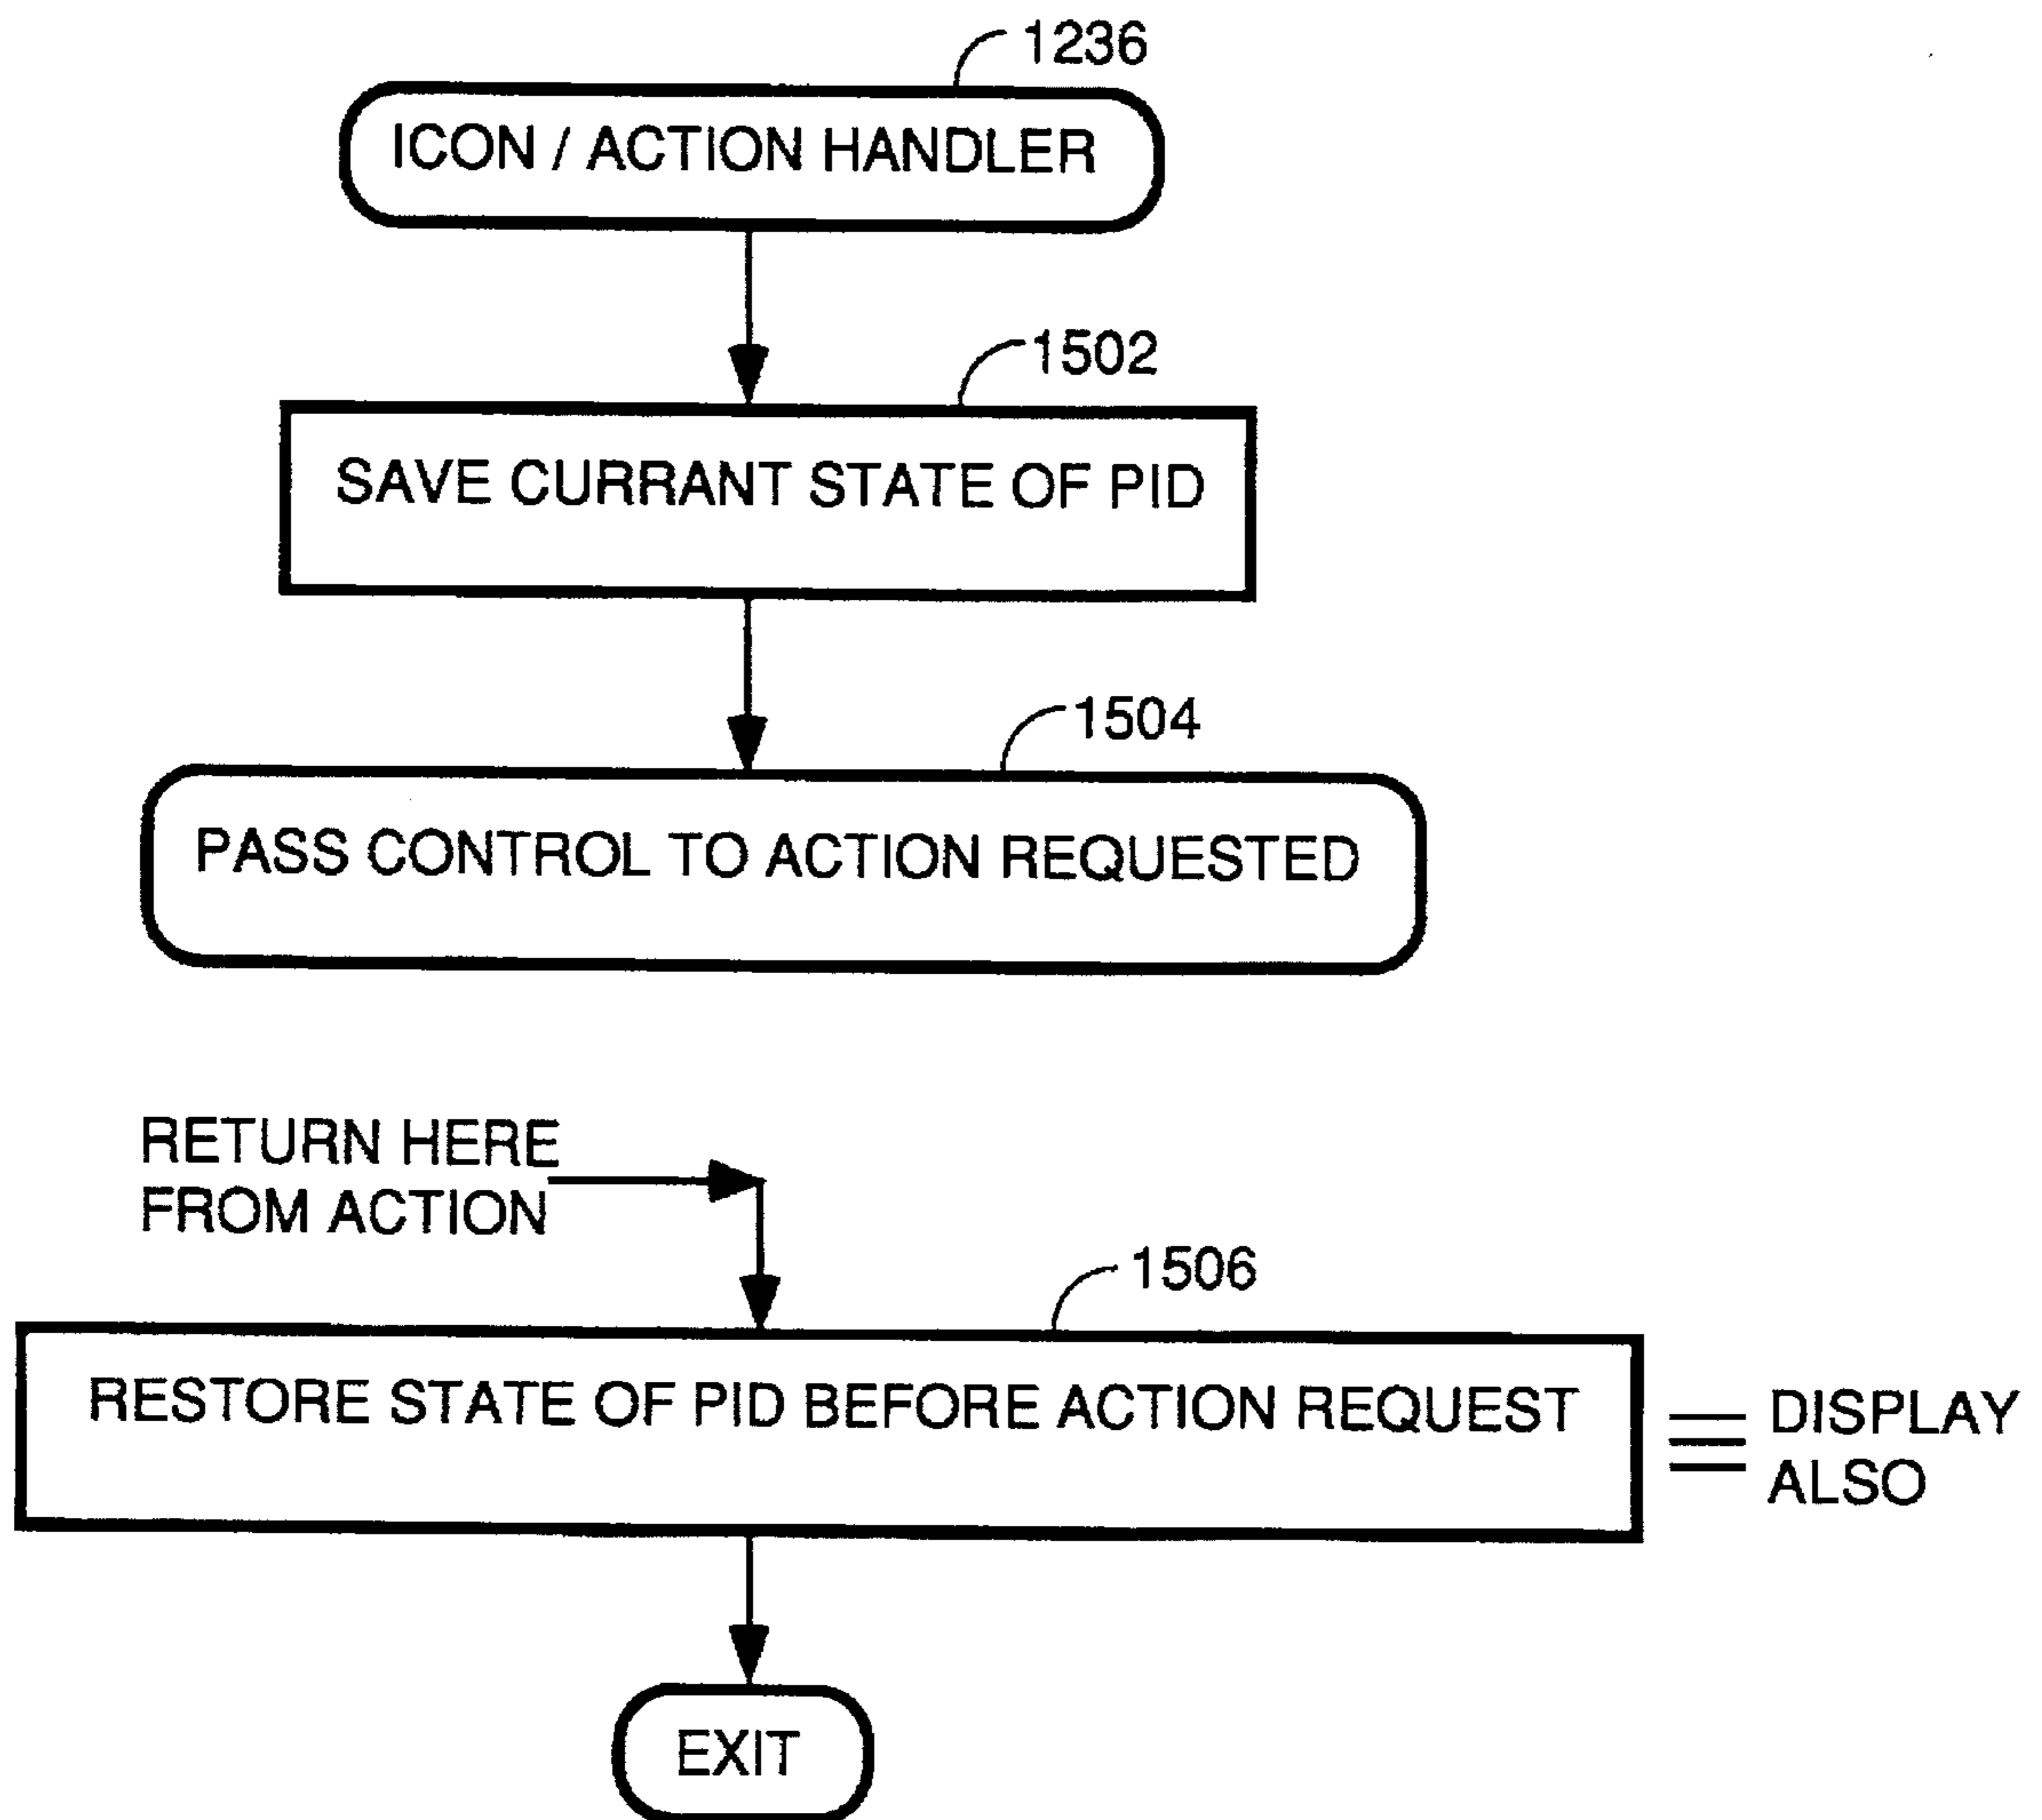 1236
ICON / ACTION HANDLER
1502
SAVE CURRANT STATE OF PID
1504
PASS CONTROL TO ACTION REQUESTED
RETURN HERE
FROM ACTION
1506
RESTORE STATE OF PID BEFORE ACTION REQUEST
DISPLAY
ALSO
EXIT